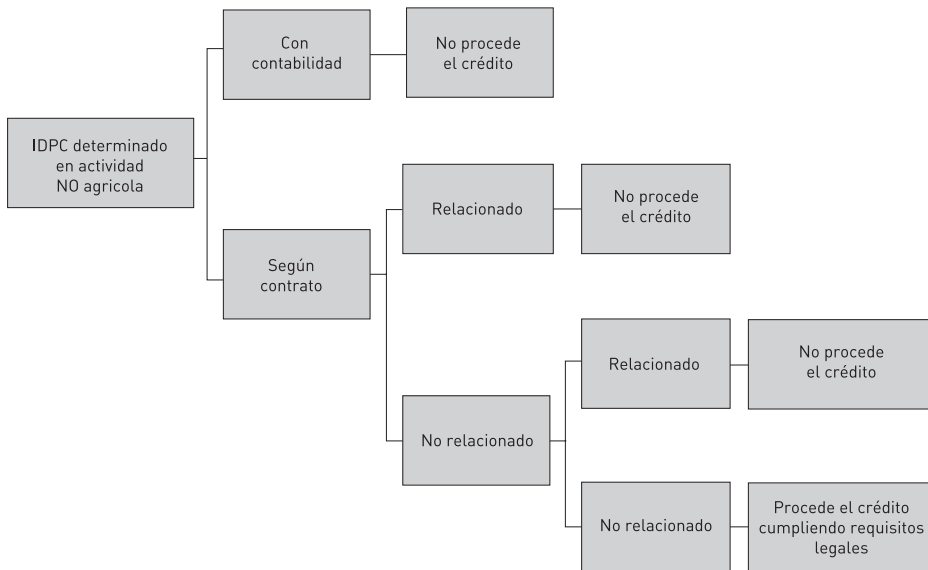 Con
contabilidad
No procede
el crédito
IDPC determinado
en actividad
NO agricola
Relacionado
No procede
el crédito
Según
contrato
Relacionado
No procede
el crédito
No relacionado
No relacionado
Procede el crédito
cumpliendo requisitos
legales